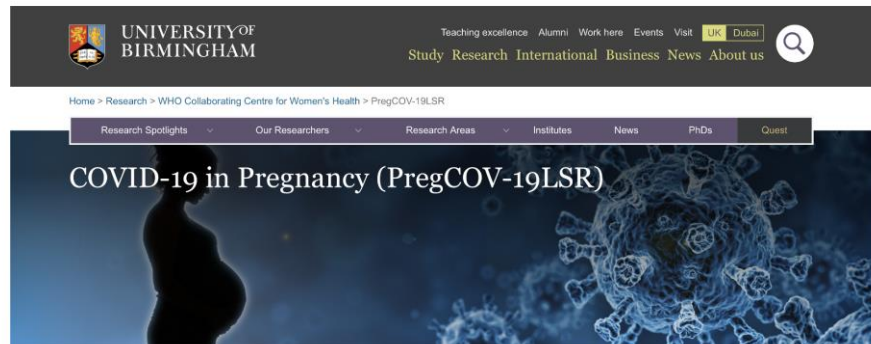 UNIVERSITY OF
BIRMINGHAM
Teaching excellence Alumni Work here Events Visit UK Dubai
Study Research International Business News About us
Home > Research > WHO Collaborating Centre for Women's Health > PregCOV-19LSR
Research Spotlights Our Researchers Research Areas Institutes News PhDs Quest
COVID-19 in Pregnancy (PregCOV-19LSR)